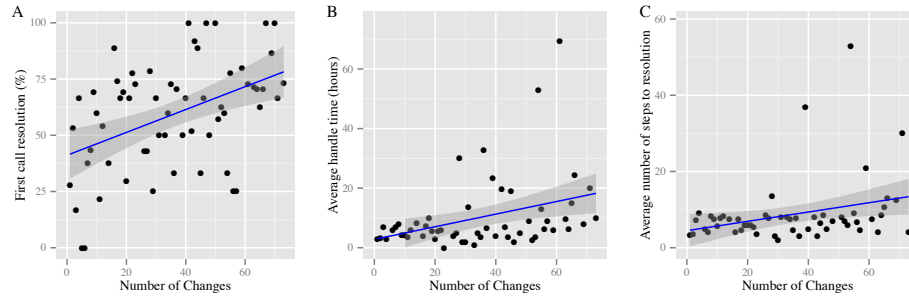 A
B
C
First call resolution (%)
100
75
50
25
0
0
20
40
60
Number of Changes
Average handle time (hours)
60
40
20
0
0
20
40
60
Number of Changes
Average number of steps to resolution
60
40
20
0
0
20
40
60
Number of Changes